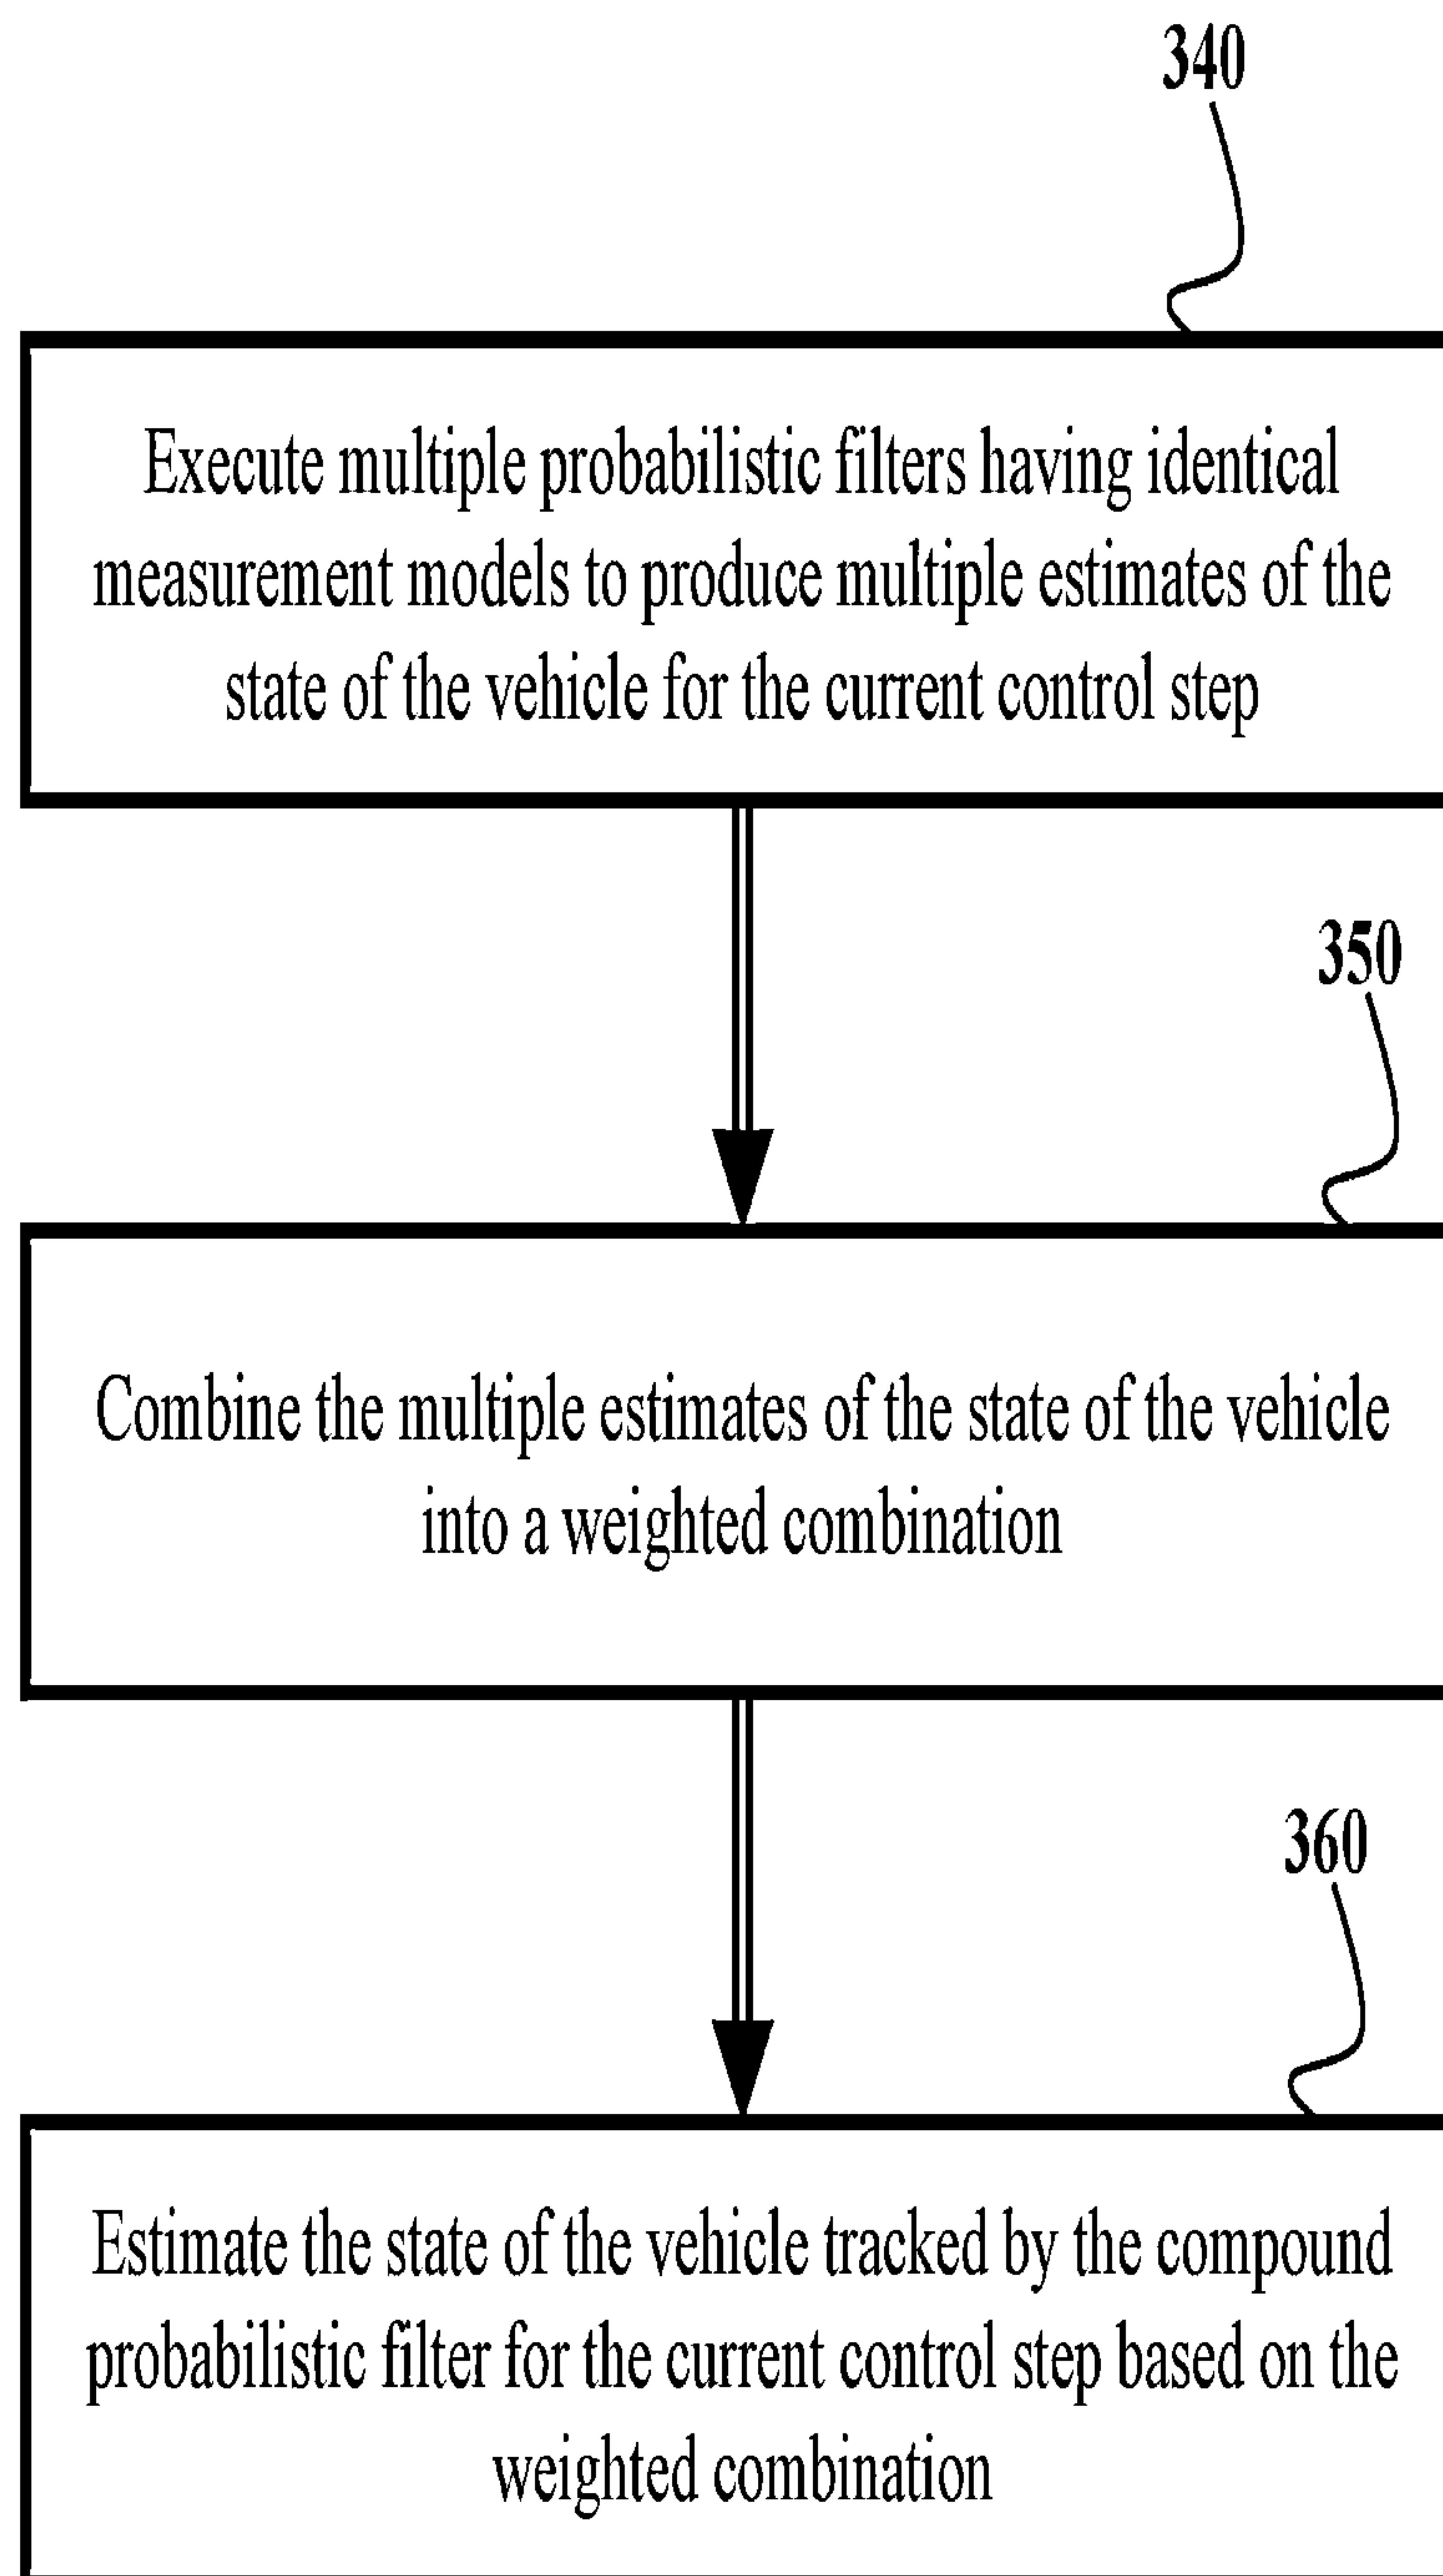 340
Execute multiple probabilistic filters having identical
measurement models to produce multiple estimates of the
state of the vehicle for the current control step
350
Combine the multiple estimates of the state of the vehicle
into a weighted combination
360
Estimate the state of the vehicle tracked by the compound
probabilistic filter for the current control step based on the
weighted combination